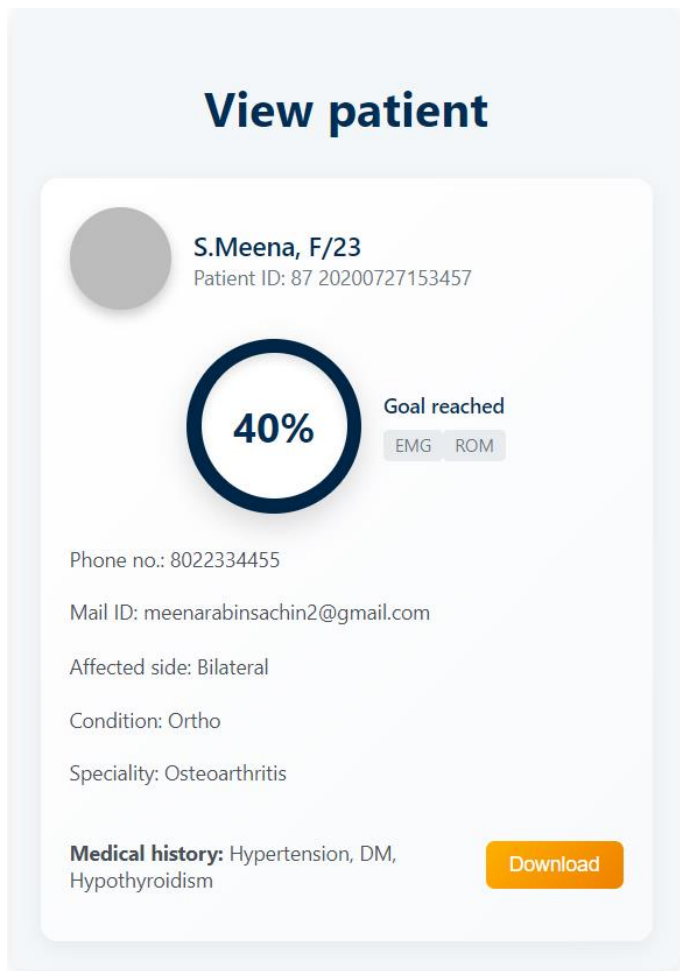 View patient
S.Meena, F/23
Patient ID: 87 20200727153457
40%
Goal reached
EMG ROM
Phone no.: 8022334455
Mail ID: meenarabinsachin2@gmail.com
Affected side: Bilateral
Condition: Ortho
Speciality: Osteoarthritis
Medical history: Hypertension, DM,
Hypothyroidism
Download